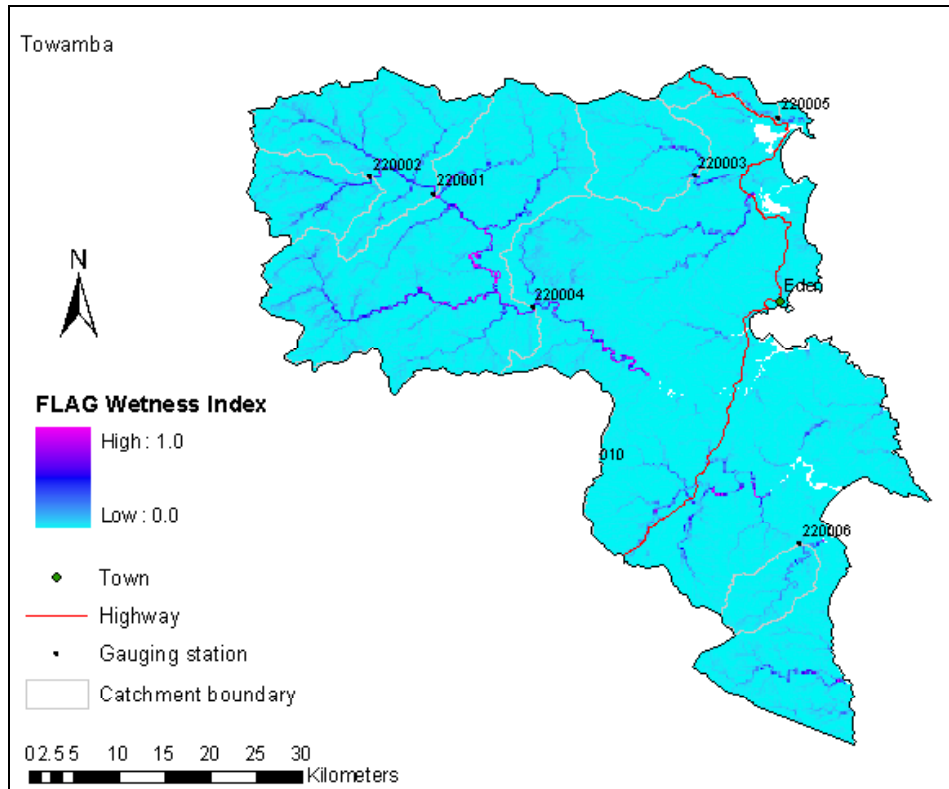 Towamba
220005
220003
220002
220001
Eden
220004
N
FLAG Wetness Index
High : 1.0
Low : 0.0
010
220006
Town
Highway
Gauging station
Catchment boundary
0 2.5 5 10 15 20 25 30
Kilometers